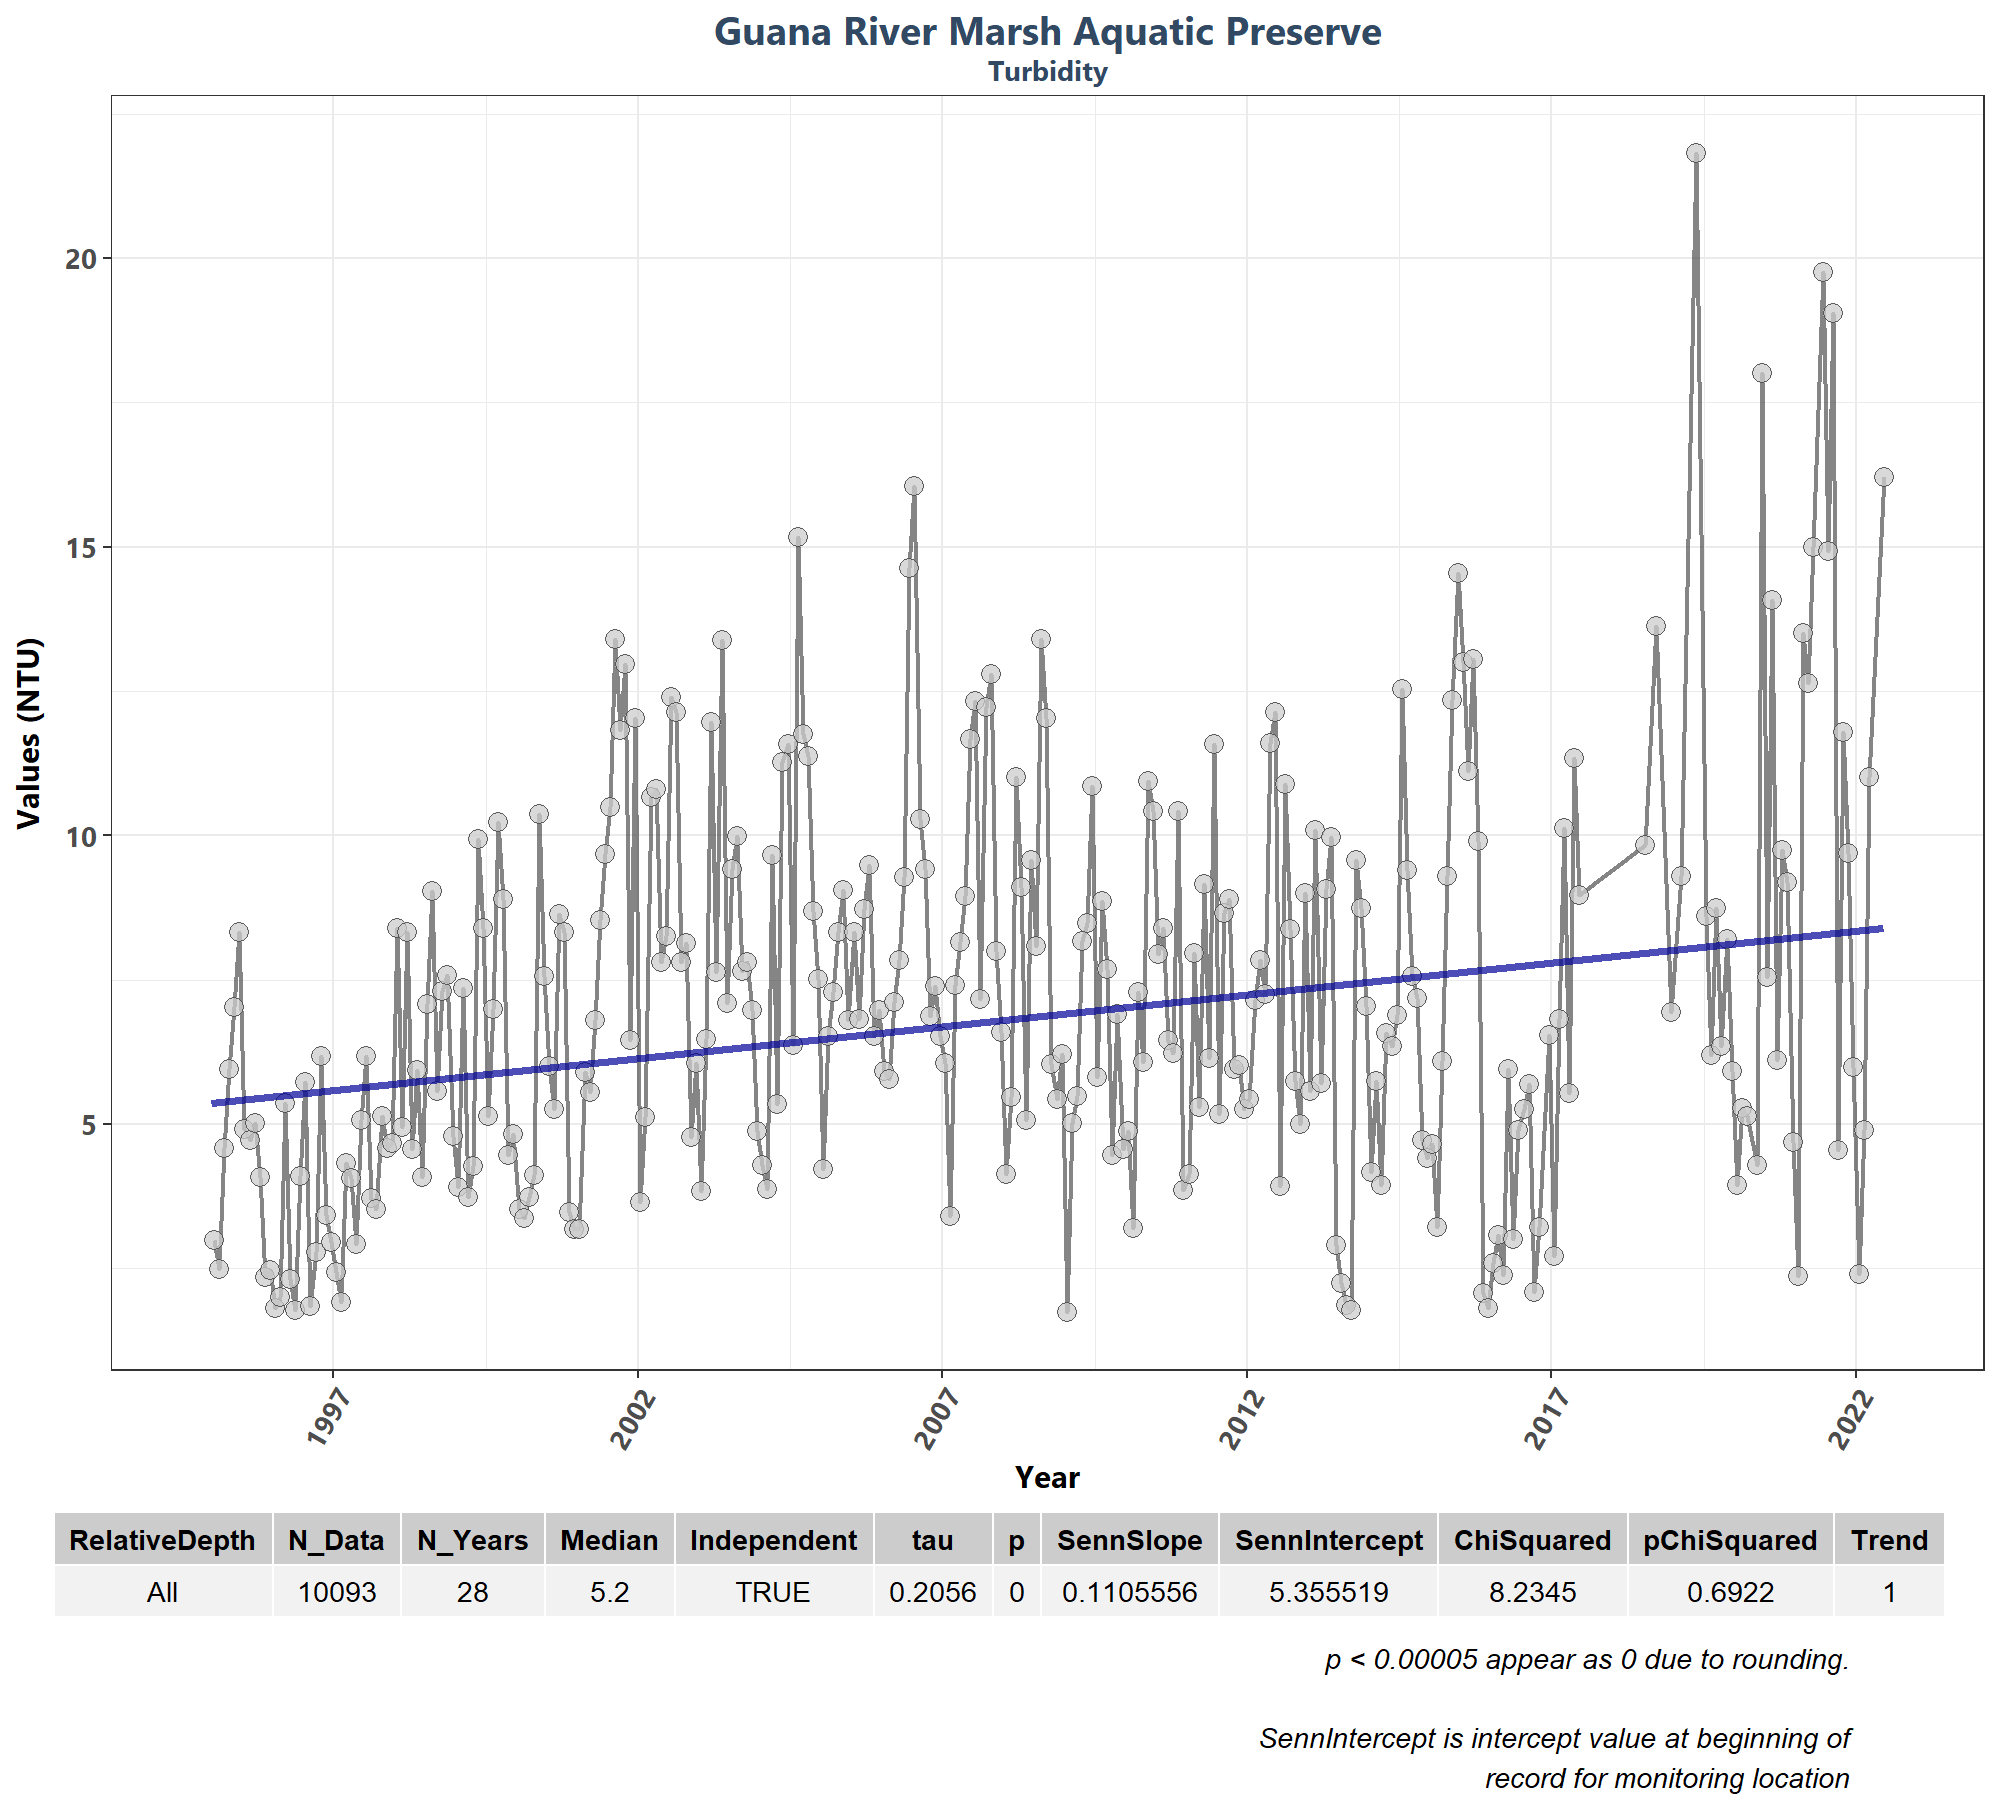 Guana River Marsh Aquatic Preserve
Turbidity
Values (NTU)
20
15
10
5
1997 2002 2007 2012 2017 2022
Year
RelativeDepth N_Data N_Years Median Independent tau p SennSlope SennIntercept ChiSquared pChiSquared Trend
All 10093 28 5.2 TRUE 0.2056 0 0.1105556 5.355519 8.2345 0.6922 1
p < 0.00005 appear as 0 due to rounding.
SennIntercept is intercept value at beginning of
record for monitoring location